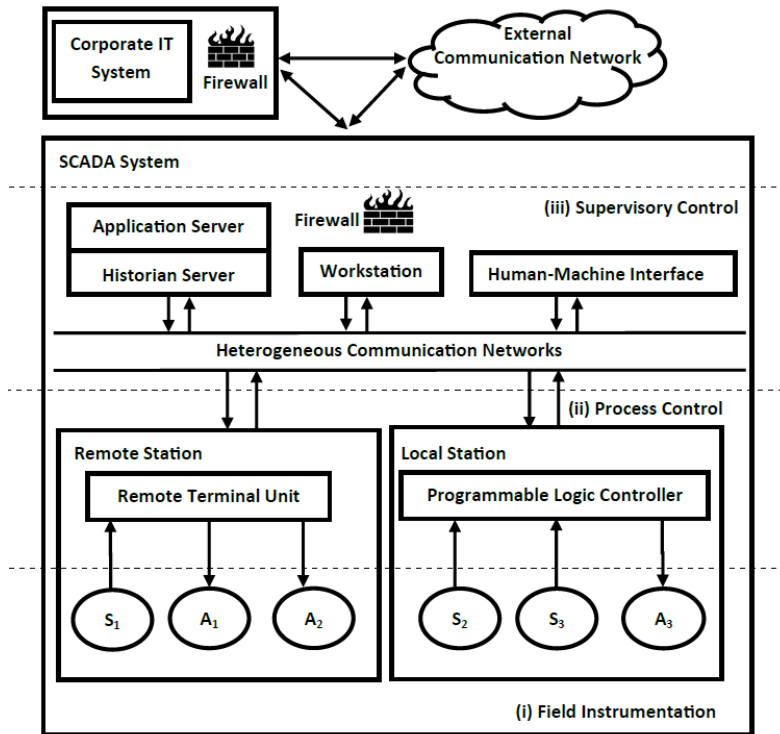 Corporate IT
System
Firewall
External
Communication Network
SCADA System
(iii) Supervisory Control
Firewall
Application Server
Historian Server
Workstation
Human-Machine Interface
Heterogeneous Communication Networks
(ii) Process Control
Remote Station
Remote Terminal Unit
Local Station
Programmable Logic Controller
S₁
A₁
A₂
S₂
S₃
A₃
(i) Field Instrumentation